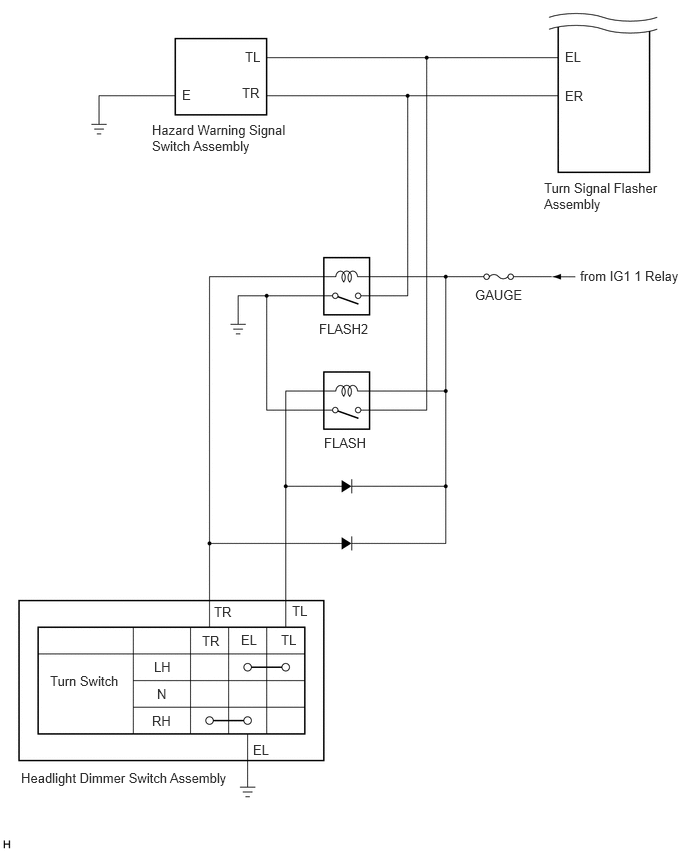 TL
EL
E
TR
ER
Hazard Warning Signal
Switch Assembly
Turn Signal Flasher
Assembly
from IG1 1 Relay
GAUGE
FLASH2
FLASH
TR
TL
TR
EL
TL
Turn Switch
LH
N
RH
EL
Headlight Dimmer Switch Assembly
H